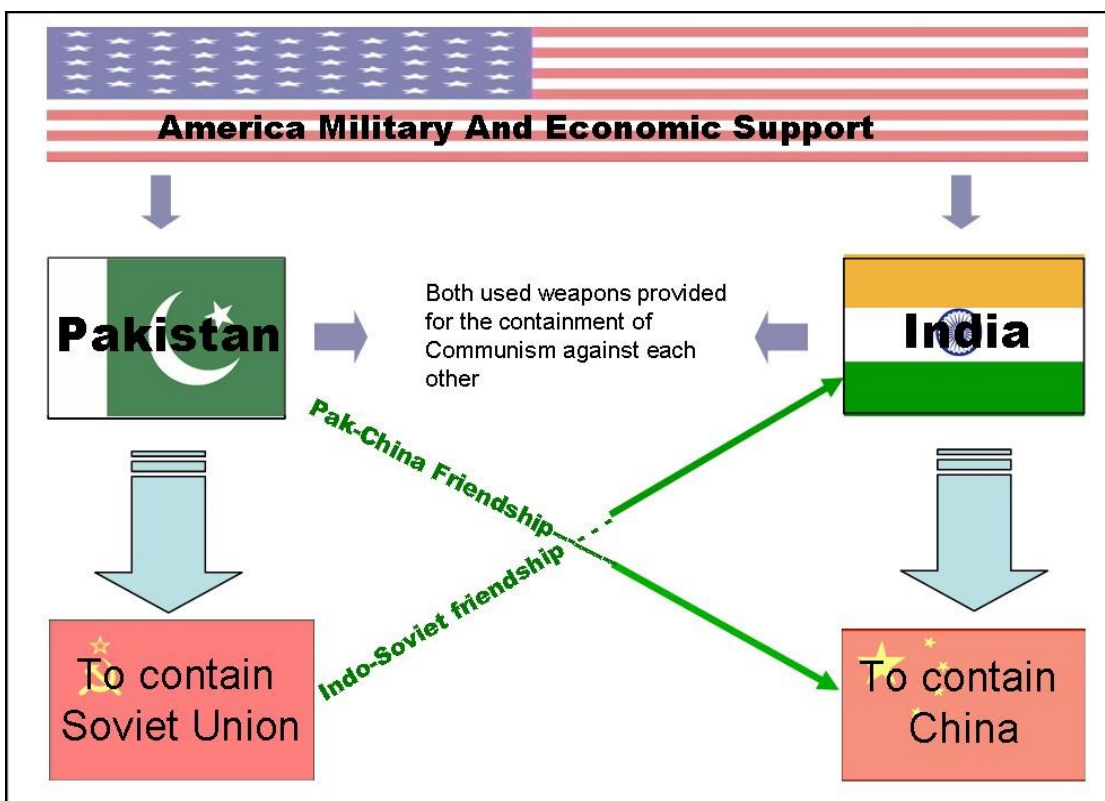 America Military And Economic Support
Pakistan
Both used weapons provided
for the containment of
Communism against each
other
India
Pak-China Friendship
Indo-Soviet friendship
To contain
Soviet Union
To contain
China